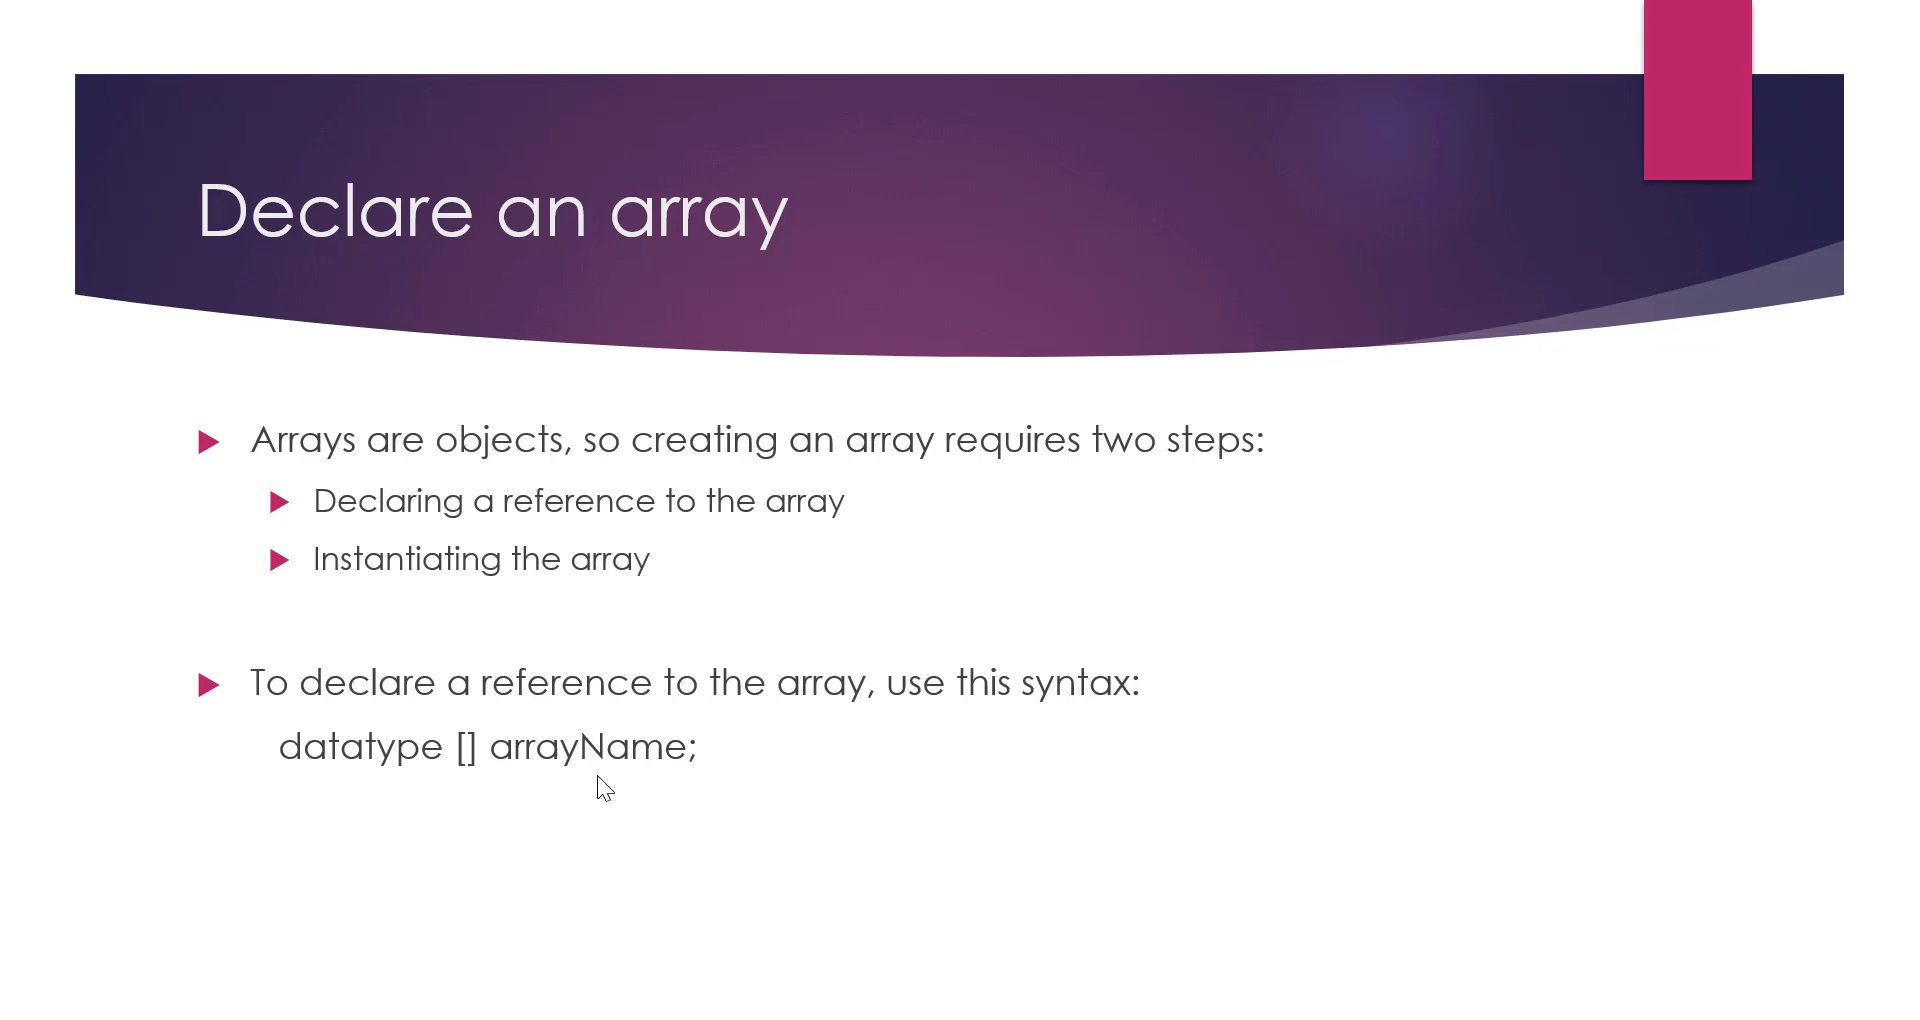 Declare an array
Arrays are objects, so creating an array requires two steps:
Declaring a reference to the array
Instantiating the array
To declare a reference to the array, use this syntax:
datatype [] arrayName;